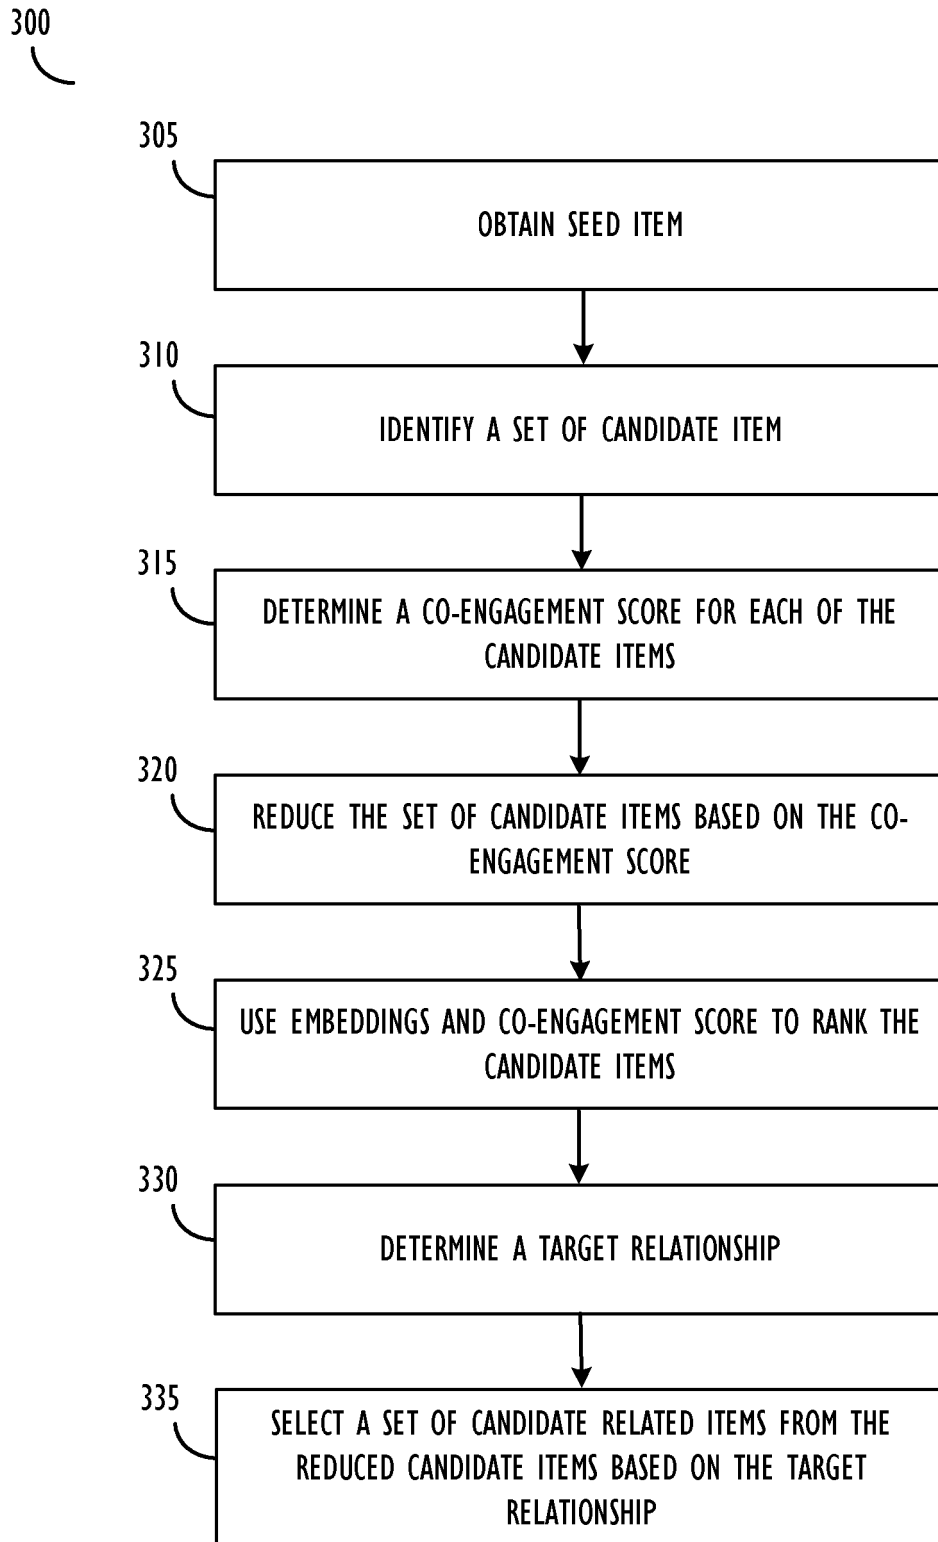 300
305
OBTAIN SEED ITEM
310
IDENTIFY A SET OF CANDIDATE ITEM
315
DETERMINE A CO-ENGAGEMENT SCORE FOR EACH OF THE
CANDIDATE ITEMS
320
REDUCE THE SET OF CANDIDATE ITEMS BASED ON THE CO-
ENGAGEMENT SCORE
325
USE EMBEDDINGS AND CO-ENGAGEMENT SCORE TO RANK THE
CANDIDATE ITEMS
330
DETERMINE A TARGET RELATIONSHIP
335
SELECT A SET OF CANDIDATE RELATED ITEMS FROM THE
REDUCED CANDIDATE ITEMS BASED ON THE TARGET
RELATIONSHIP